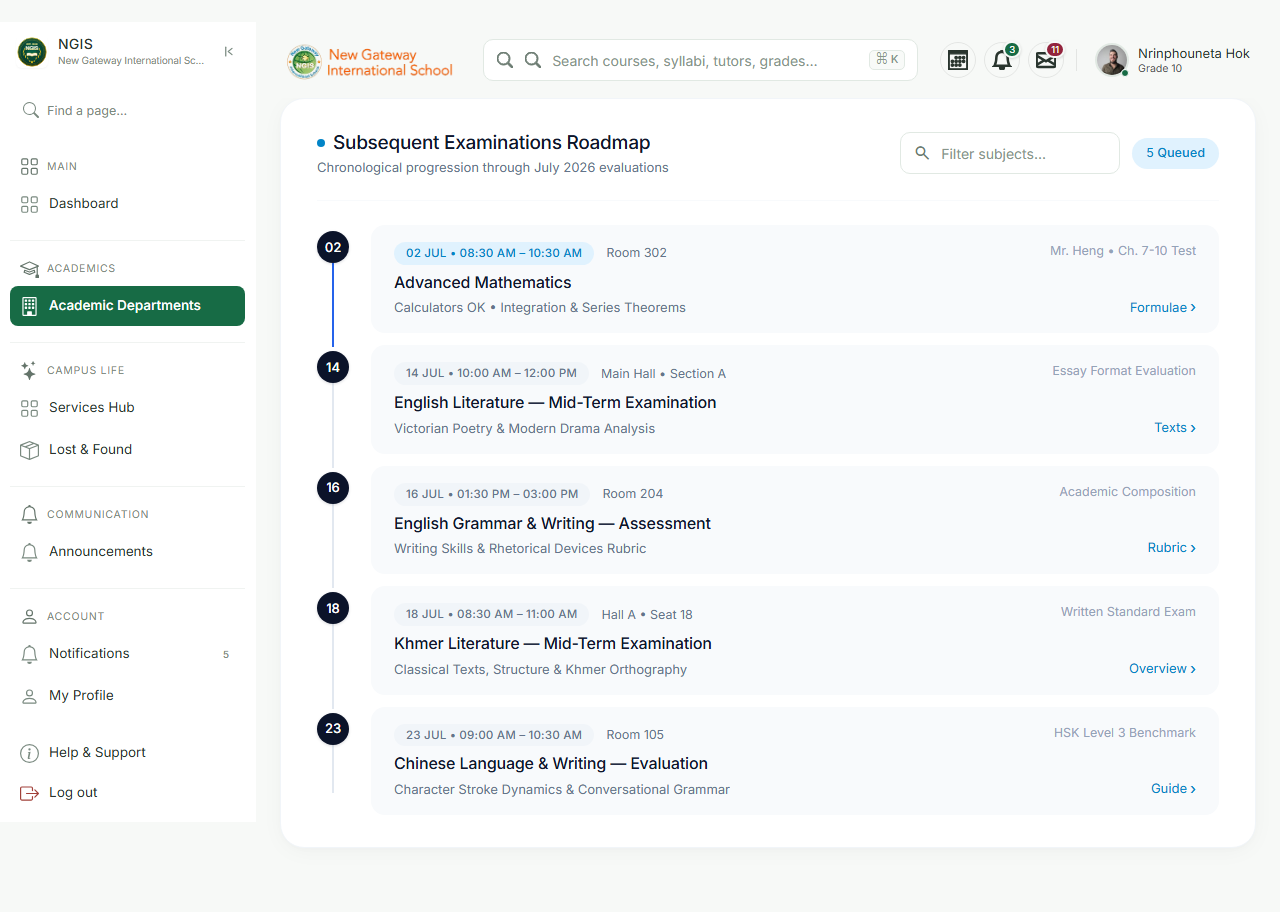 NGIS
New Gateway International Sc...
Find a page...
MAIN
Dashboard
ACADEMICS
Academic Departments
CAMPUS LIFE
Services Hub
Lost & Found
COMMUNICATION
Announcements
ACCOUNT
Notifications 5
My Profile
Help & Support
Log out
New Gateway
International School
Search courses, syllabi, tutors, grades...
⌘ K
3
11
Nrinphouneta Hok
Grade 10
Subsequent Examinations Roadmap
Chronological progression through July 2026 evaluations
Filter subjects...
5 Queued
02
02 JUL • 08:30 AM – 10:30 AM Room 302
Mr. Heng • Ch. 7-10 Test
Advanced Mathematics
Calculators OK • Integration & Series Theorems
Formulae ›
14
14 JUL • 10:00 AM – 12:00 PM Main Hall • Section A
Essay Format Evaluation
English Literature — Mid-Term Examination
Victorian Poetry & Modern Drama Analysis
Texts ›
16
16 JUL • 01:30 PM – 03:00 PM Room 204
Academic Composition
English Grammar & Writing — Assessment
Writing Skills & Rhetorical Devices Rubric
Rubric ›
18
18 JUL • 08:30 AM – 11:00 AM Hall A • Seat 18
Written Standard Exam
Khmer Literature — Mid-Term Examination
Classical Texts, Structure & Khmer Orthography
Overview ›
23
23 JUL • 09:00 AM – 10:30 AM Room 105
HSK Level 3 Benchmark
Chinese Language & Writing — Evaluation
Character Stroke Dynamics & Conversational Grammar
Guide ›